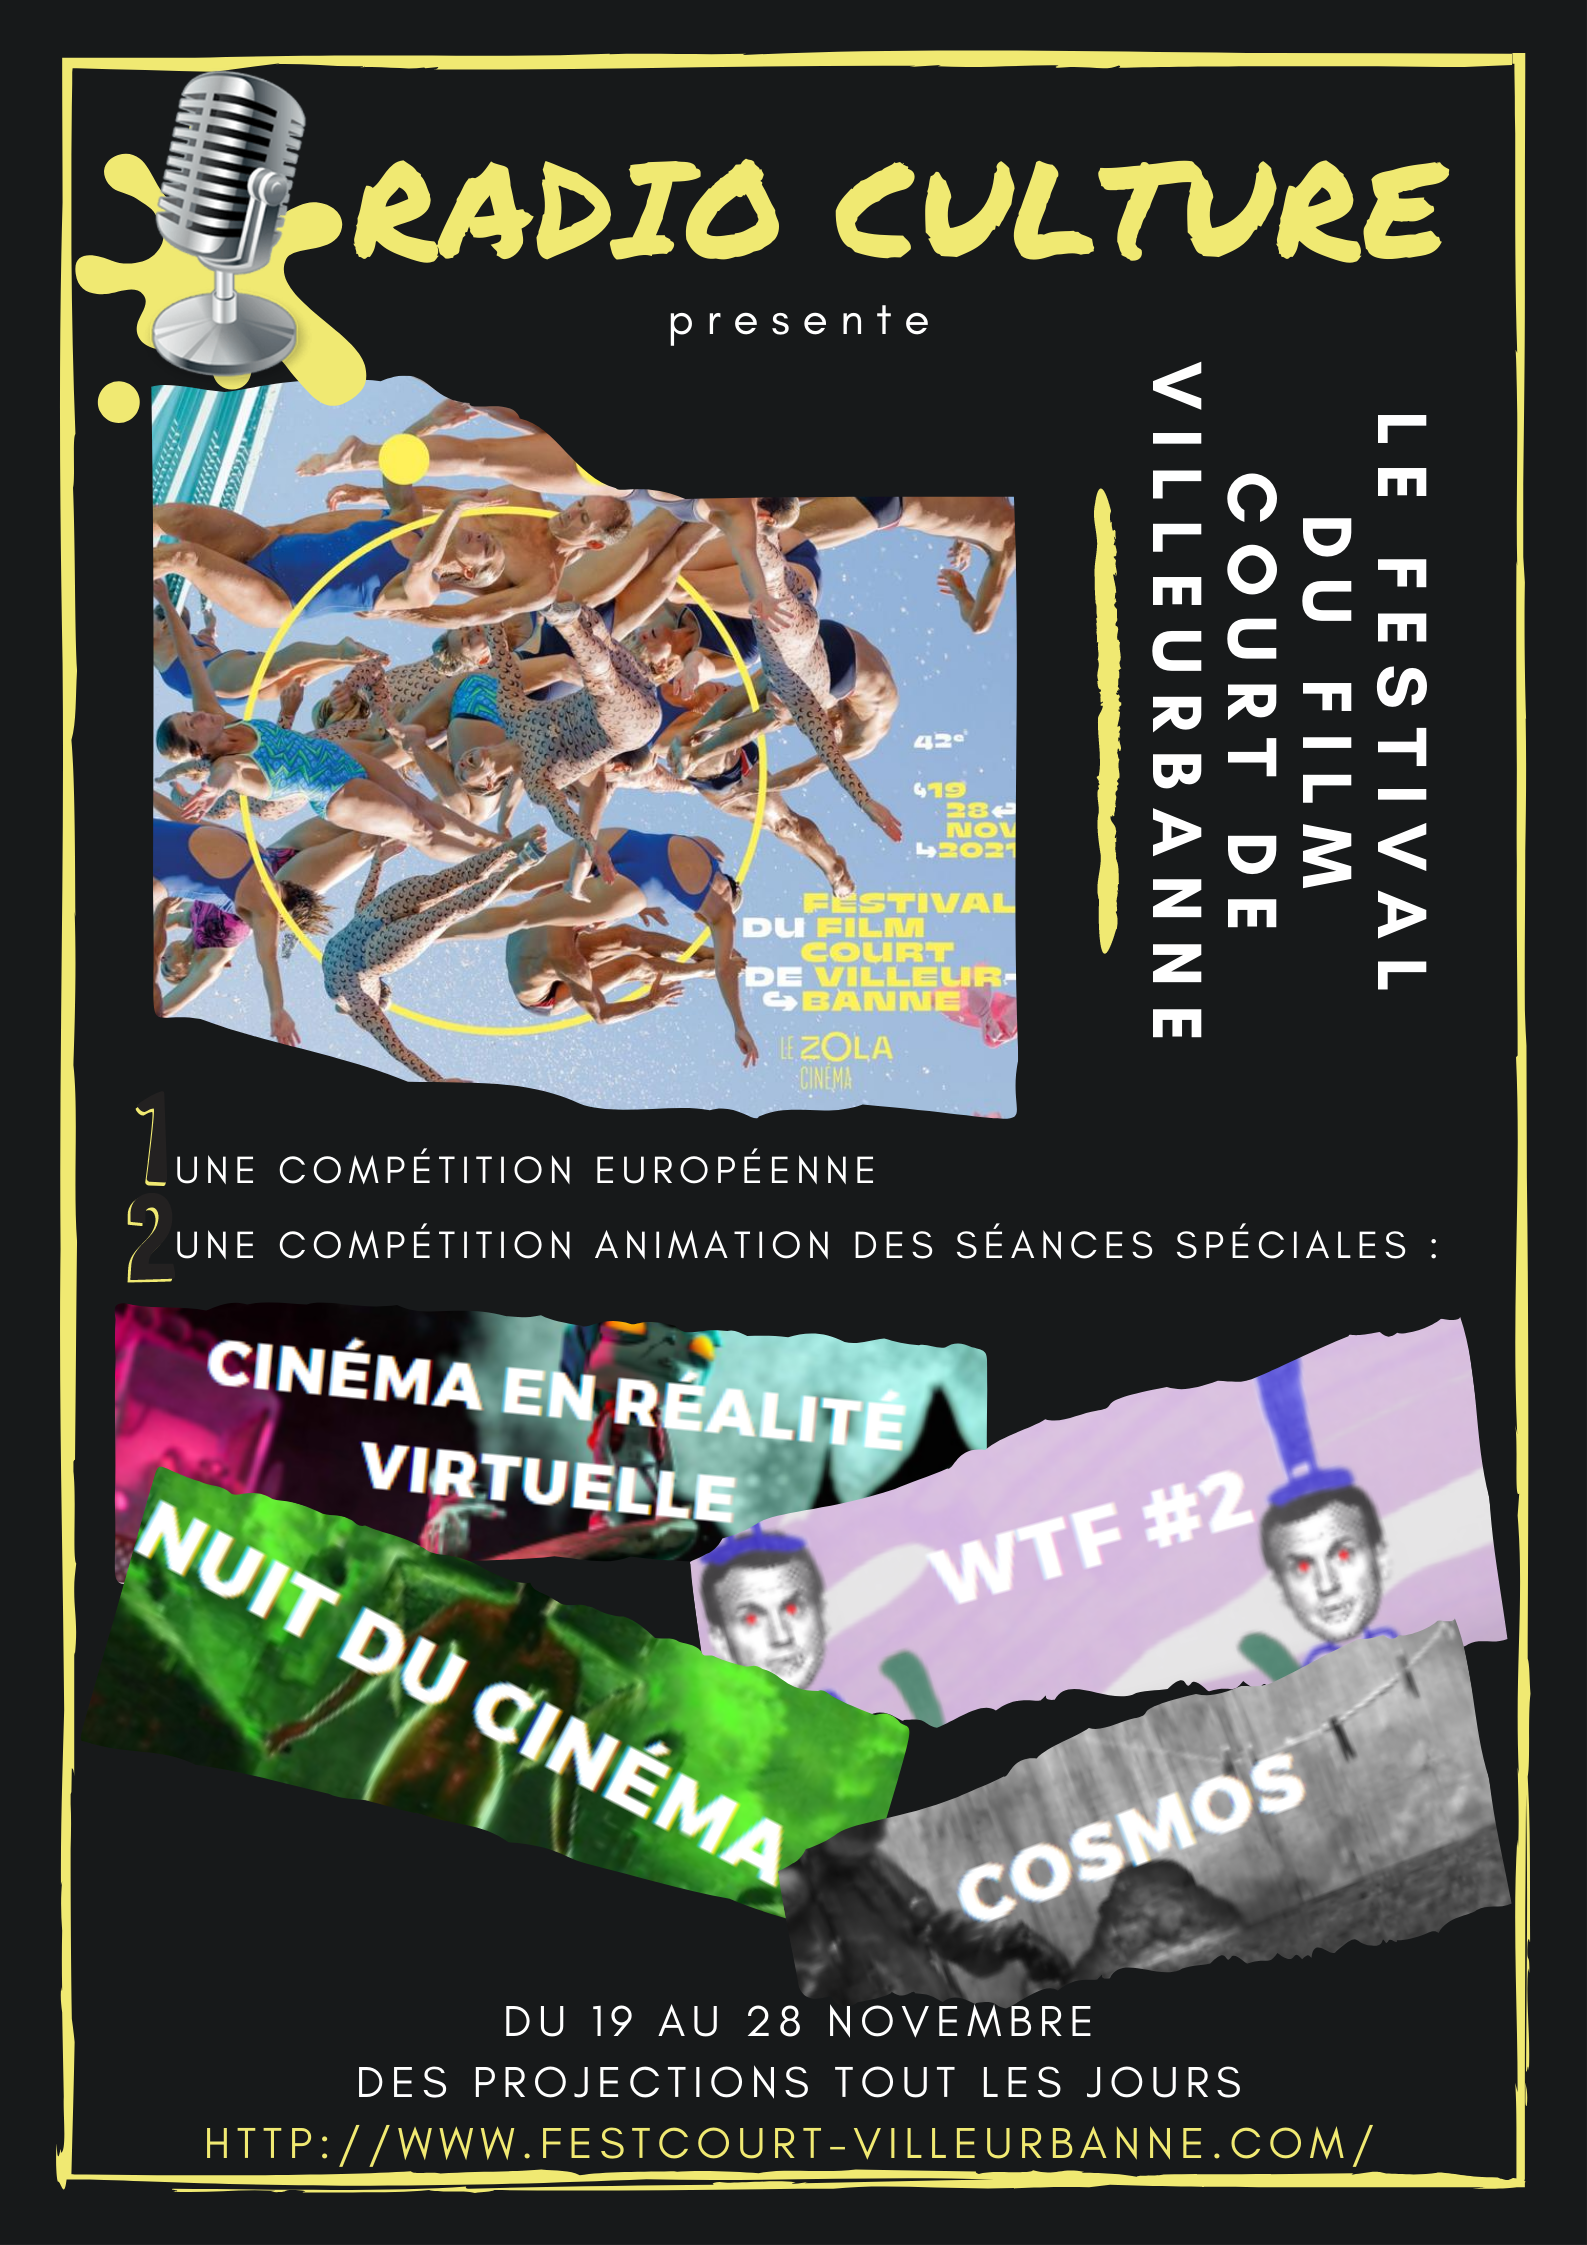 RADIO CULTURE
presente
LE FESTIVAL
DU FILM
COURT DE
VILLEURBANNE
42e
↳19
28↵
NOV
↳2021
FESTIVAL
DU FILM
COURT
DE VILLEUR-
↪BANNE
LE ZOLA
CINÉMA
1 UNE COMPÉTITION EUROPÉENNE
2 UNE COMPÉTITION ANIMATION DES SÉANCES SPÉCIALES :
CINÉMA EN RÉALITÉ
VIRTUELLE
WTF #2
NUIT DU CINÉMA
COSMOS
DU 19 AU 28 NOVEMBRE
DES PROJECTIONS TOUT LES JOURS
HTTP://WWW.FESTCOURT-VILLEURBANNE.COM/